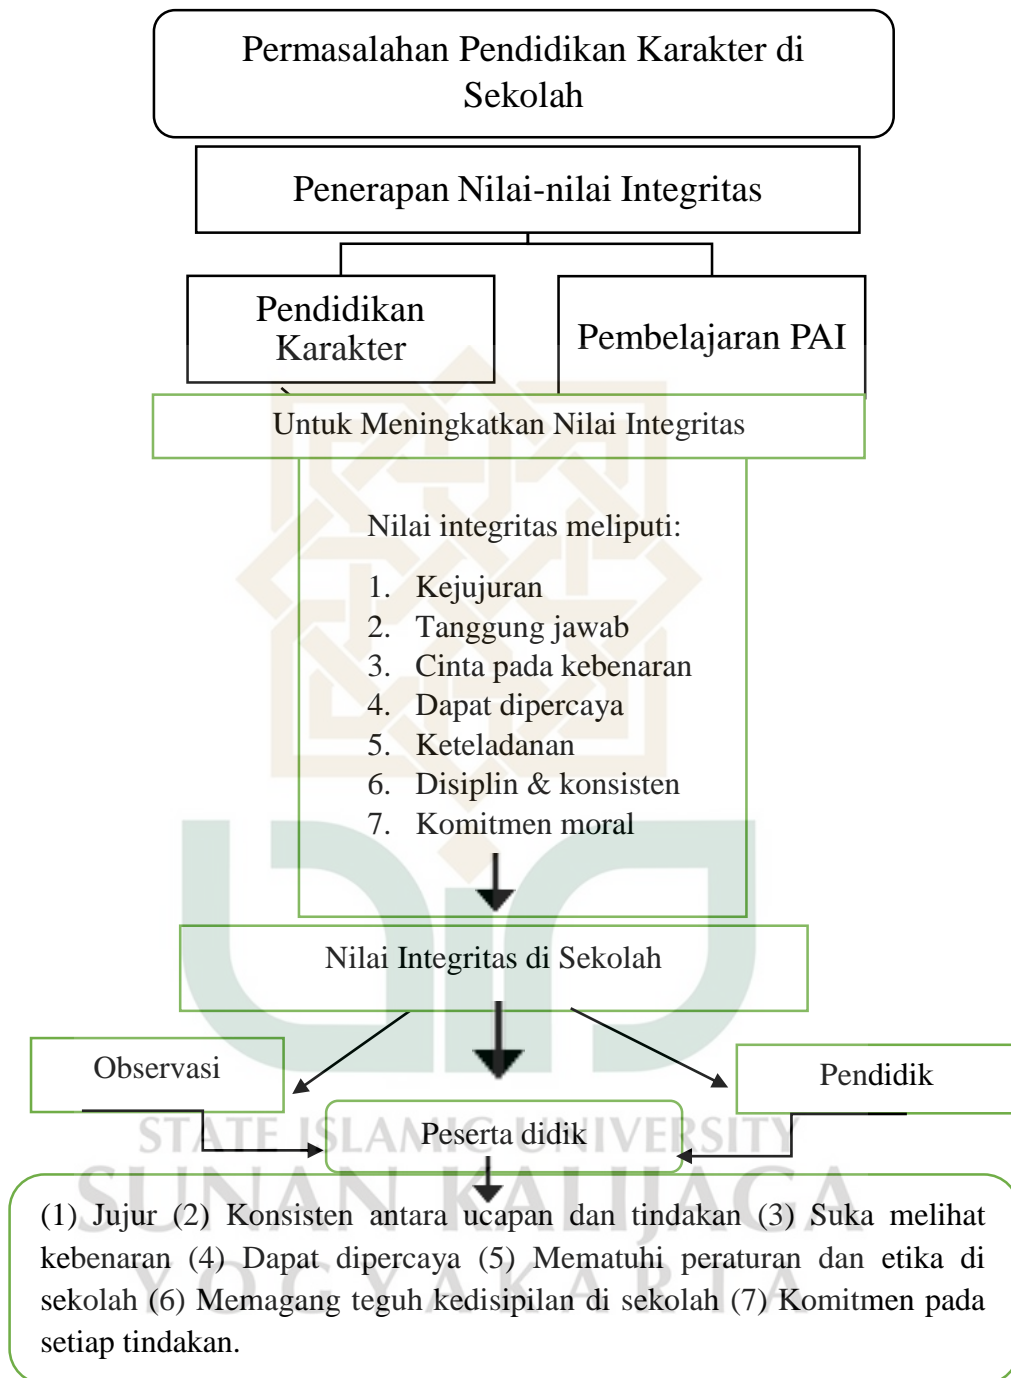 Permasalahan Pendidikan Karakter di
Sekolah
Penerapan Nilai-nilai Integritas
Pendidikan
Karakter
Pembelajaran PAI
Untuk Meningkatkan Nilai Integritas
Nilai integritas meliputi:
1. Kejujuran
2. Tanggung jawab
3. Cinta pada kebenaran
4. Dapat dipercaya
5. Keteladanan
6. Disiplin & konsisten
7. Komitmen moral
Nilai Integritas di Sekolah
Observasi
Pendidik
Peserta didik
STATE ISLAMIC UNIVERSITY
SUNAN KALIJAGA
YOGYAKARTA
(1) Jujur (2) Konsisten antara ucapan dan tindakan (3) Suka melihat
kebenaran (4) Dapat dipercaya (5) Mematuhi peraturan dan etika di
sekolah (6) Memagang teguh kedisipilan di sekolah (7) Komitmen pada
setiap tindakan.